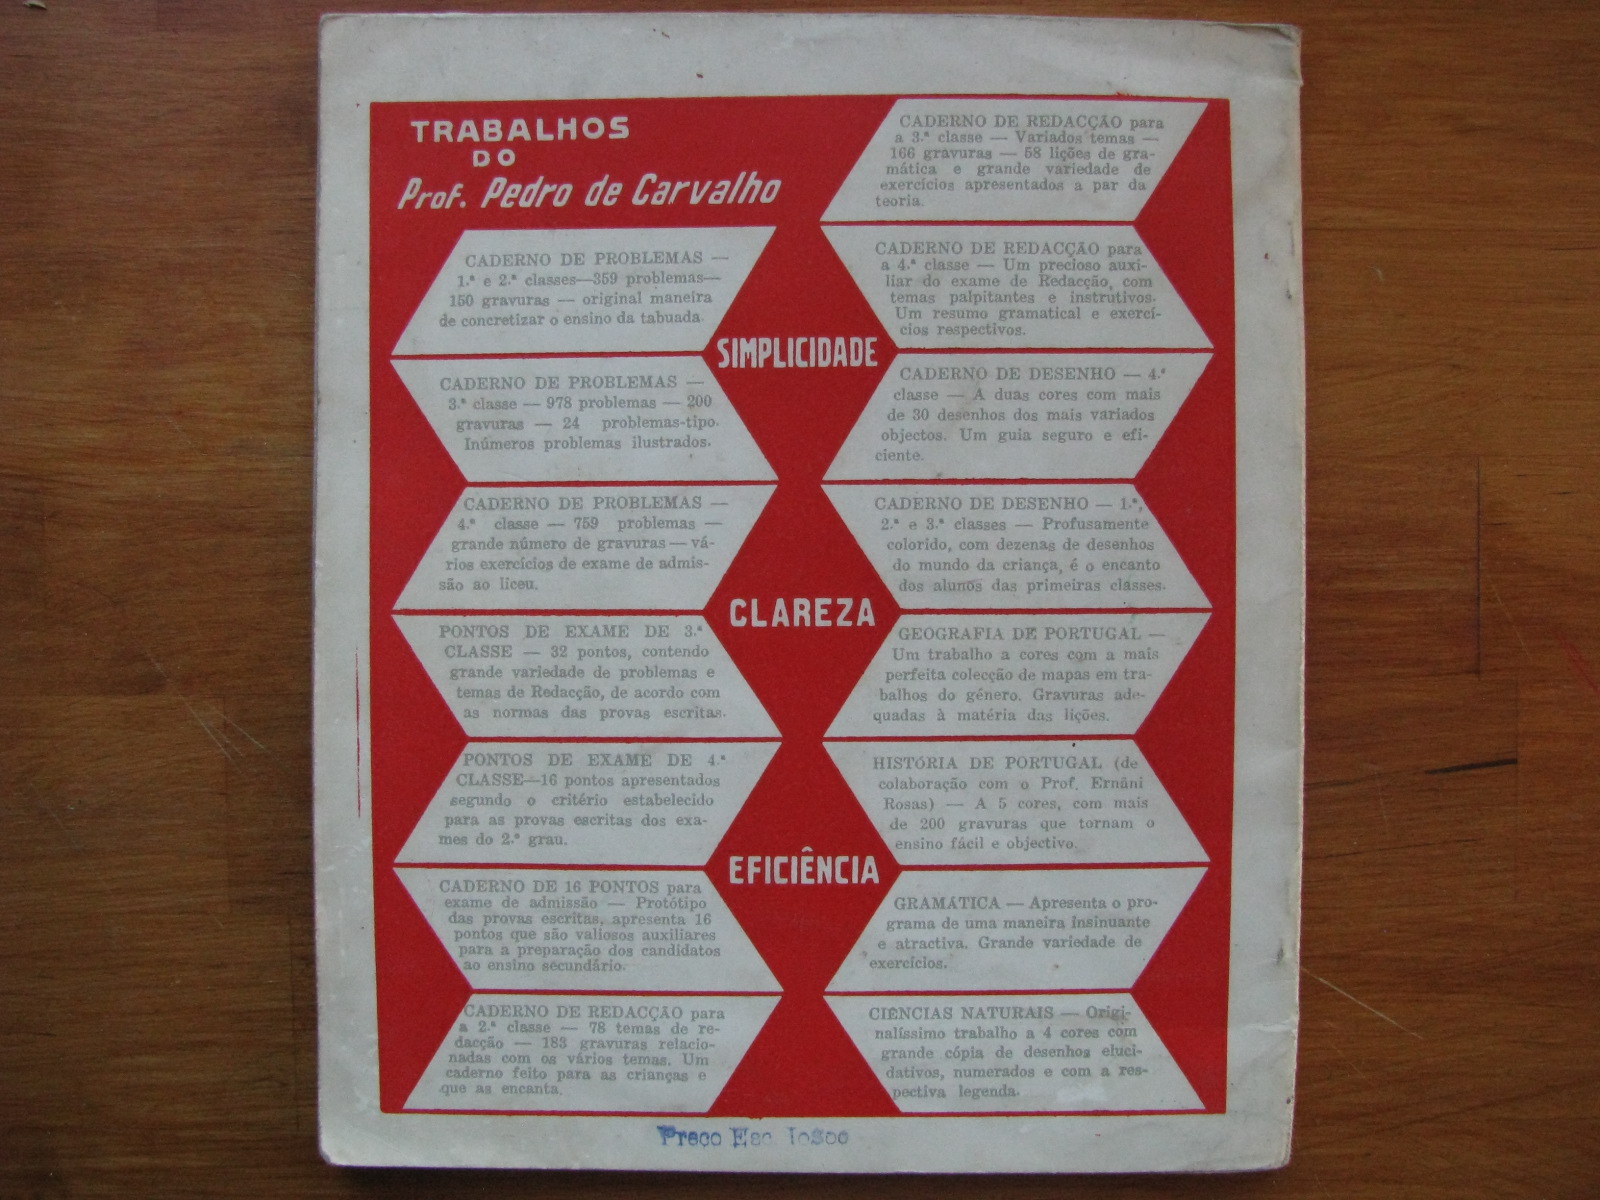 TRABALHOS
DO
Prof. Pedro de Carvalho
CADERNO DE PROBLEMAS —
1.ª e 2.ª classes—359 problemas—
150 gravuras — original maneira
de concretizar o ensino da tabuada.
CADERNO DE PROBLEMAS —
3.ª classe — 978 problemas — 200
gravuras — 24 problemas-tipo.
Inúmeros problemas ilustrados.
CADERNO DE PROBLEMAS —
4.ª classe — 759 problemas —
grande número de gravuras — vá-
rios exercícios de exame de admis-
são ao liceu.
PONTOS DE EXAME DE 3.ª
CLASSE — 32 pontos, contendo
grande variedade de problemas e
temas de Redacção, de acordo com
as normas das provas escritas.
PONTOS DE EXAME DE 4.ª
CLASSE—16 pontos apresentados
segundo o critério estabelecido
para as provas escritas dos exa-
mes do 2.º grau.
CADERNO DE 16 PONTOS para
exame de admissão — Protótipo
das provas escritas, apresenta 16
pontos que são valiosos auxiliares
para a preparação dos candidatos
ao ensino secundário.
CADERNO DE REDACÇÃO para
a 2.ª classe — 78 temas de re-
dacção — 183 gravuras relacio-
nadas com os vários temas. Um
caderno feito para as crianças e
que as encanta.
SIMPLICIDADE
CLAREZA
EFICIÊNCIA
CADERNO DE REDACÇÃO para
a 3.ª classe — Variados temas —
166 gravuras — 58 lições de gra-
mática e grande variedade de
exercícios apresentados a par da
teoria.
CADERNO DE REDACÇÃO para
a 4.ª classe — Um precioso auxi-
liar do exame de Redacção, com
temas palpitantes e instrutivos.
Um resumo gramatical e exercí-
cios respectivos.
CADERNO DE DESENHO — 4.ª
classe — A duas cores com mais
de 30 desenhos dos mais variados
objectos. Um guia seguro e efi-
ciente.
CADERNO DE DESENHO — 1.ª,
2.ª e 3.ª classes — Profusamente
colorido, com dezenas de desenhos
do mundo da criança, é o encanto
dos alunos das primeiras classes.
GEOGRAFIA DE PORTUGAL —
Um trabalho a cores com a mais
perfeita colecção de mapas em tra-
balhos do género. Gravuras ade-
quadas à matéria das lições.
HISTÓRIA DE PORTUGAL (de
colaboração com o Prof. Ernâni
Rosas) — A 5 cores, com mais
de 200 gravuras que tornam o
ensino fácil e objectivo.
GRAMÁTICA — Apresenta o pro-
grama de uma maneira insinuante
e atractiva. Grande variedade de
exercícios.
CIÊNCIAS NATURAIS — Origi-
nalíssimo trabalho a 4 cores com
grande cópia de desenhos eluci-
dativos, numerados e com a res-
pectiva legenda.
Preço Esc